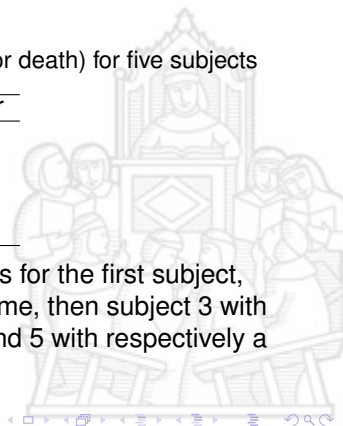 or death) for five subjects
s for the first subject,
me, then subject 3 with
nd 5 with respectively a